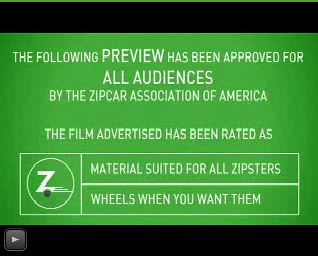 THE FOLLOWING PREVIEW HAS BEEN APPROVED FOR
ALL AUDIENCES
BY THE ZIPCAR ASSOCIATION OF AMERICA
THE FILM ADVERTISED HAS BEEN RATED AS
Z
MATERIAL SUITED FOR ALL ZIPSTERS
WHEELS WHEN YOU WANT THEM